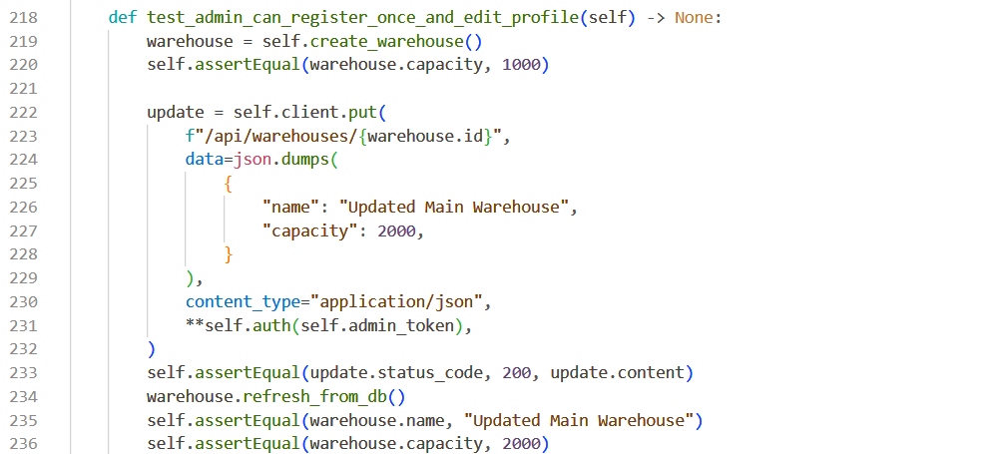 218 def test_admin_can_register_once_and_edit_profile(self) -> None:
219 warehouse = self.create_warehouse()
220 self.assertEqual(warehouse.capacity, 1000)
221
222 update = self.client.put(
223 f"/api/warehouses/{warehouse.id}",
224 data=json.dumps(
225 {
226 "name": "Updated Main Warehouse",
227 "capacity": 2000,
228 }
229 ),
230 content_type="application/json",
231 **self.auth(self.admin_token),
232 )
233 self.assertEqual(update.status_code, 200, update.content)
234 warehouse.refresh_from_db()
235 self.assertEqual(warehouse.name, "Updated Main Warehouse")
236 self.assertEqual(warehouse.capacity, 2000)